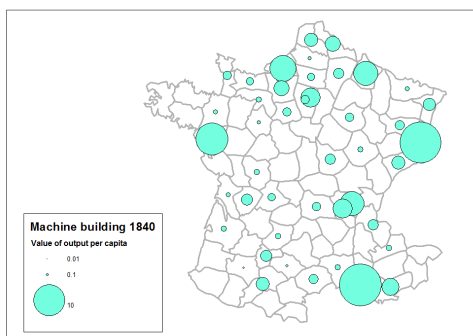 Machine building 1840
Value of output per capita
0.01
0.1
10